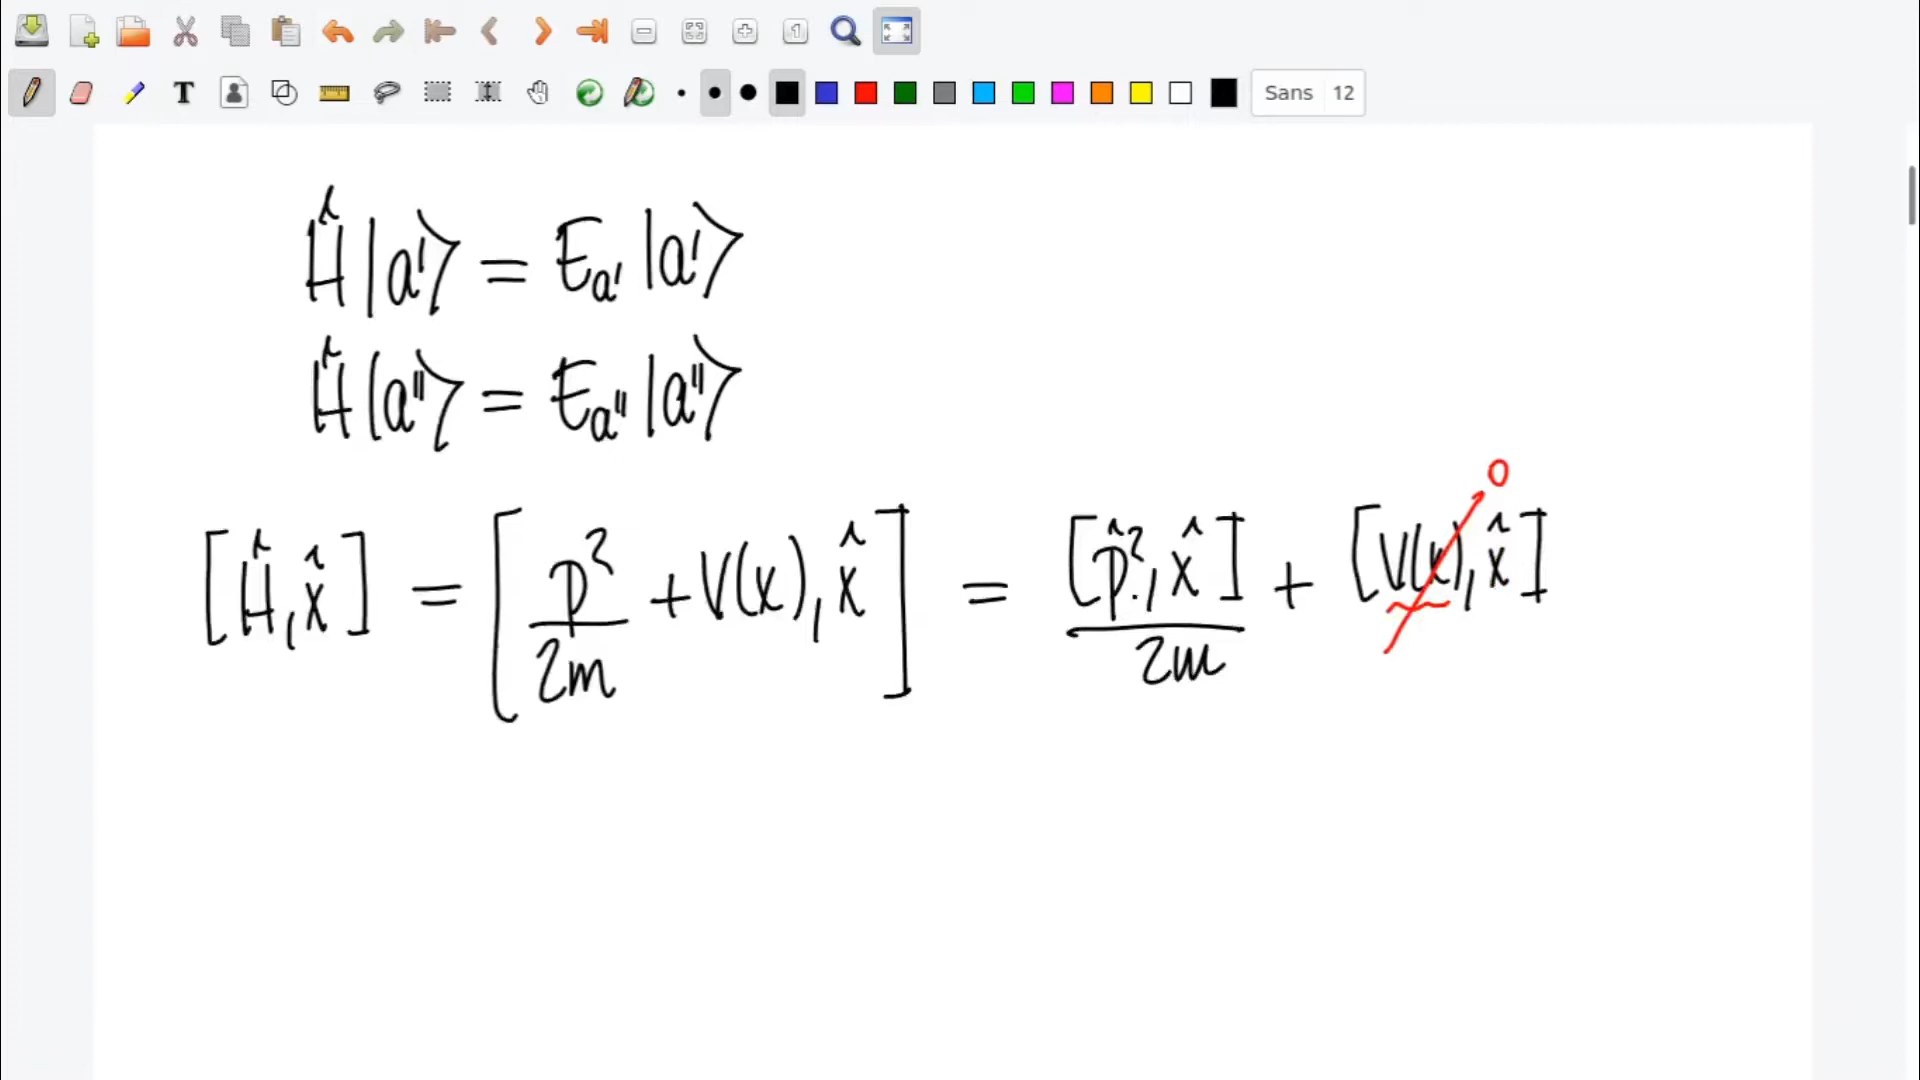 Sans 12
Ĥ|a'⟩ = E_a' |a'⟩
Ĥ|a''⟩ = E_a'' |a''⟩
0
[Ĥ, x̂] = [p²/2m + V(x), x̂] = [p̂², x̂]/2m + [V(x), x̂]